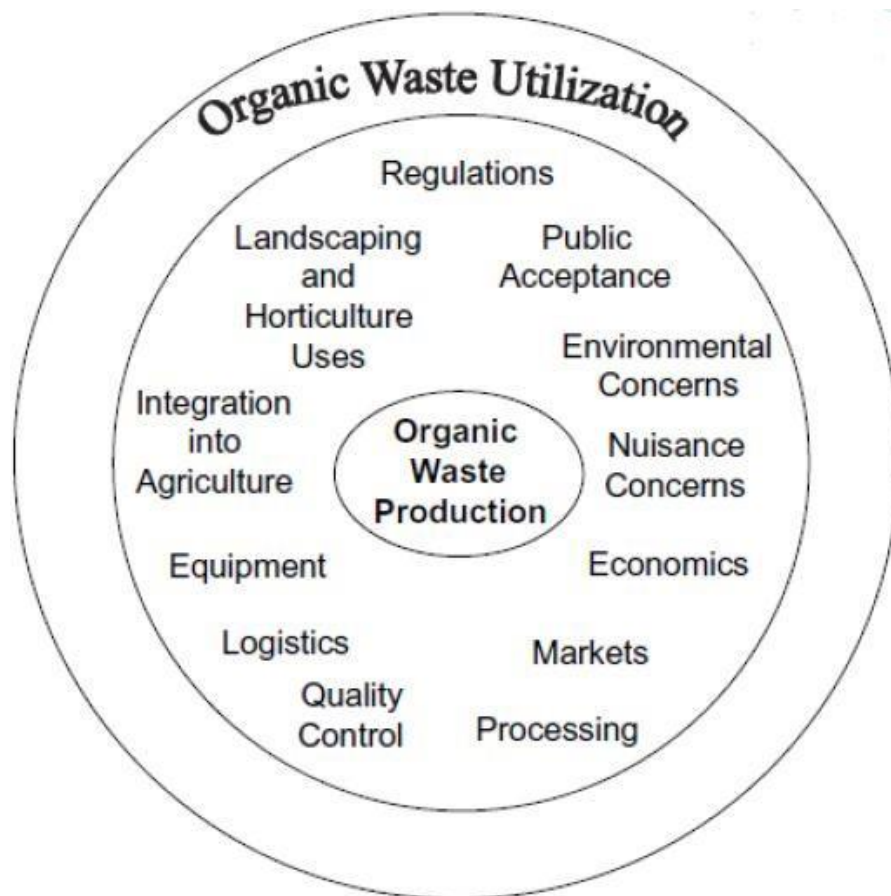 Organic Waste Utilization
Regulations
Landscaping
and
Horticulture
Uses
Public
Acceptance
Environmental
Concerns
Integration
into
Agriculture
Organic
Waste
Production
Nuisance
Concerns
Equipment
Economics
Logistics
Markets
Quality
Control
Processing